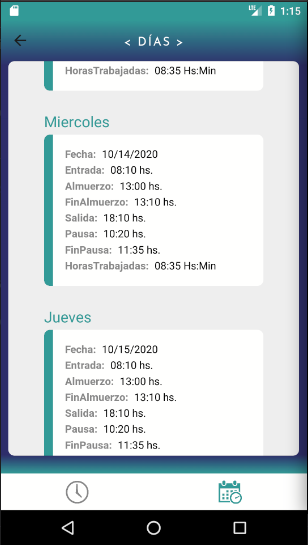 LTE 1:15
< DÍAS >
HorasTrabajadas: 08:35 Hs:Min
Miercoles
Fecha: 10/14/2020
Entrada: 08:10 hs.
Almuerzo: 13:00 hs.
FinAlmuerzo: 13:10 hs.
Salida: 18:10 hs.
Pausa: 10:20 hs.
FinPausa: 11:35 hs.
HorasTrabajadas: 08:35 Hs:Min
Jueves
Fecha: 10/15/2020
Entrada: 08:10 hs.
Almuerzo: 13:00 hs.
FinAlmuerzo: 13:10 hs.
Salida: 18:10 hs.
Pausa: 10:20 hs.
FinPausa: 11:35 hs.